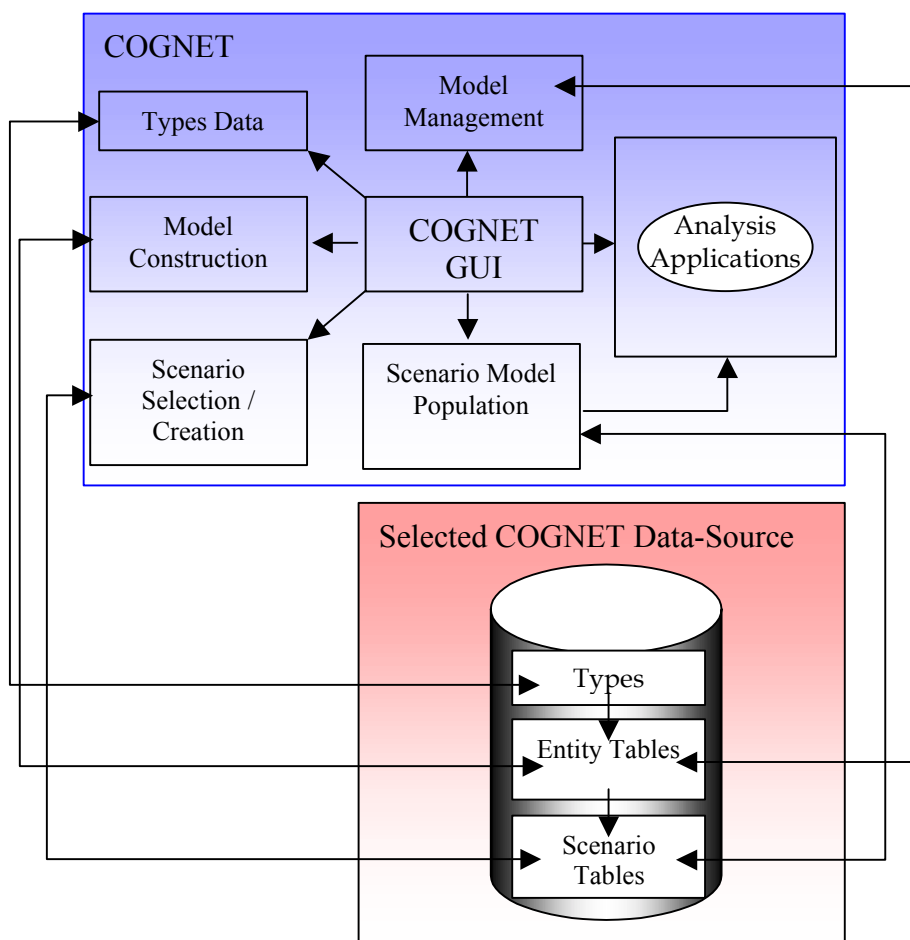 COGNET
Model
Management
Types Data
Model
Construction
COGNET
GUI
Analysis
Applications
Scenario
Selection /
Creation
Scenario Model
Population
Selected COGNET Data-Source
Types
Entity Tables
Scenario
Tables